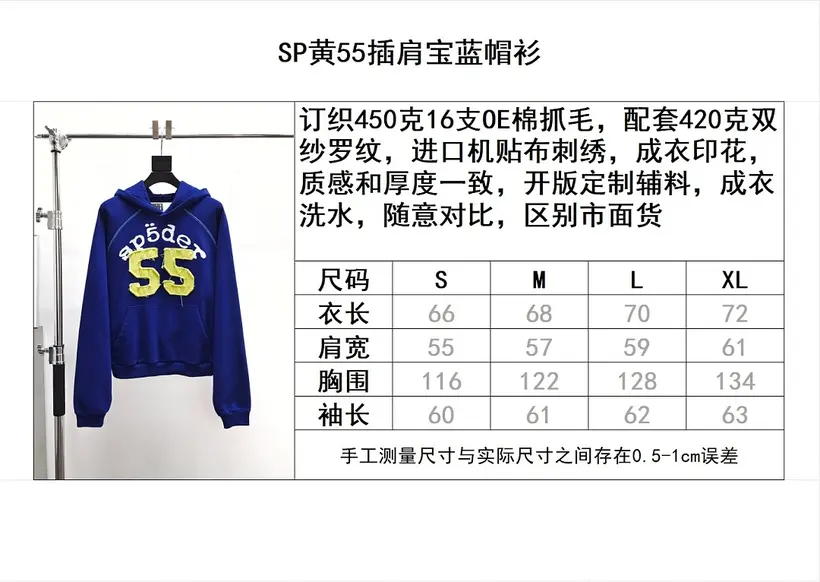 SP黄55插肩宝蓝帽衫
订织450克16支OE棉抓毛，配套420克双
纱罗纹，进口机贴布刺绣，成衣印花，
质感和厚度一致，开版定制辅料，成衣
洗水，随意对比，区别市面货
sp5der
55
尺码 S M L XL
衣长 66 68 70 72
肩宽 55 57 59 61
胸围 116 122 128 134
袖长 60 61 62 63
手工测量尺寸与实际尺寸之间存在0.5-1cm误差